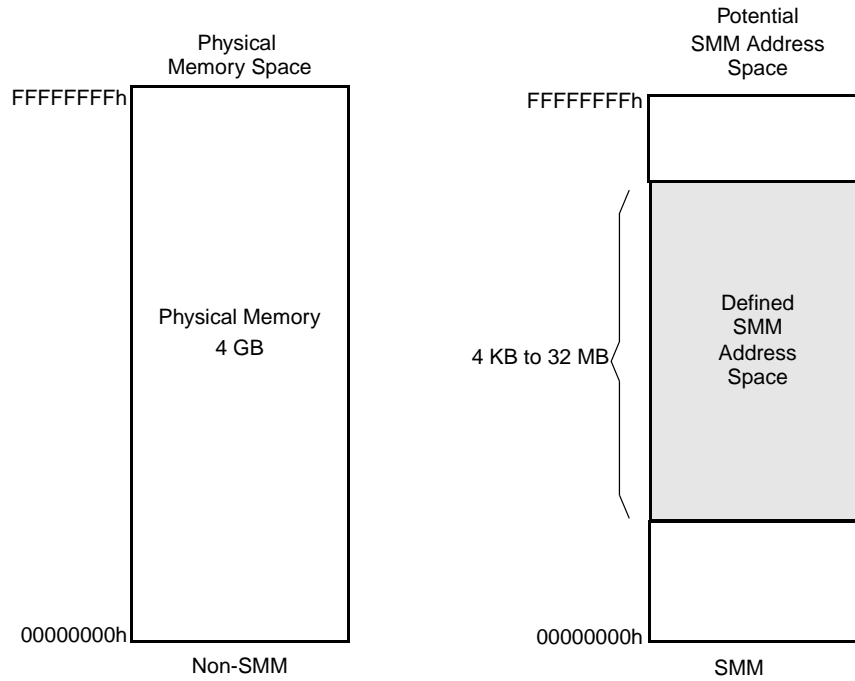 Physical
Memory Space
FFFFFFFFh
Physical Memory
4 GB
00000000h
Non-SMM
Potential
SMM Address
Space
FFFFFFFFh
4 KB to 32 MB
Defined
SMM
Address
Space
00000000h
SMM